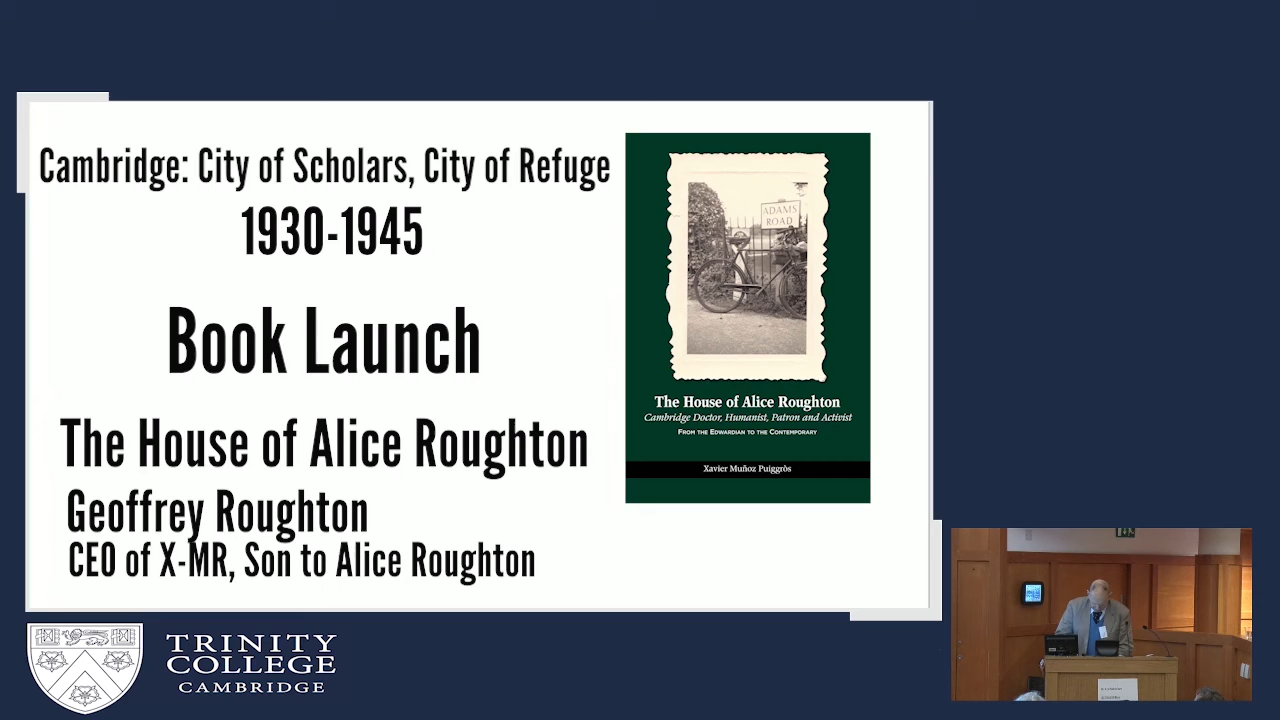 Cambridge: City of Scholars, City of Refuge
1930-1945
Book Launch
The House of Alice Roughton
Geoffrey Roughton
CEO of X-MR, Son to Alice Roughton
ADAMS
ROAD
The House of Alice Roughton
Cambridge Doctor, Humanist, Patron and Activist
From the Edwardian to the Contemporary
Xavier Muñoz Puiggròs
TRINITY
COLLEGE
CAMBRIDGE